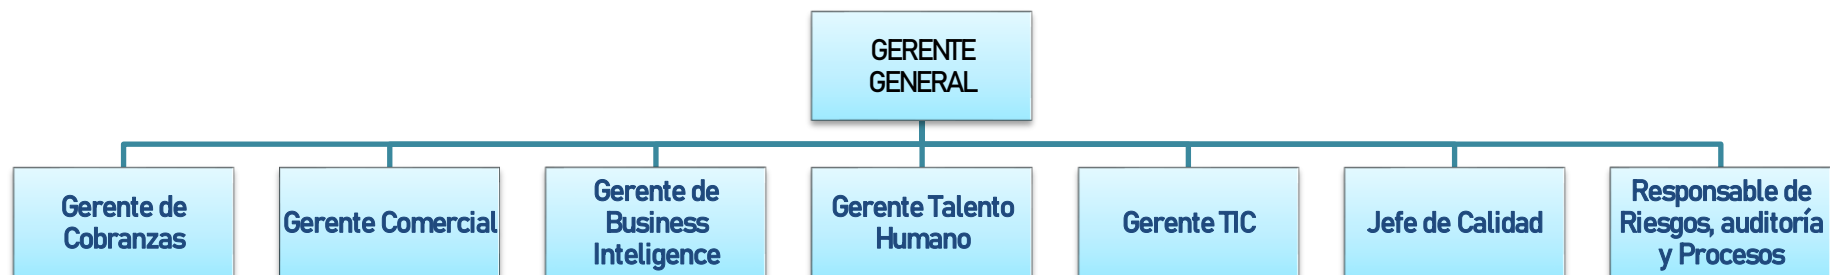 GERENTE
GENERAL
Gerente de
Cobranzas
Gerente Comercial
Gerente de
Business
Inteligence
Gerente Talento
Humano
Gerente TIC
Jefe de Calidad
Responsable de
Riesgos, auditoría
y Procesos